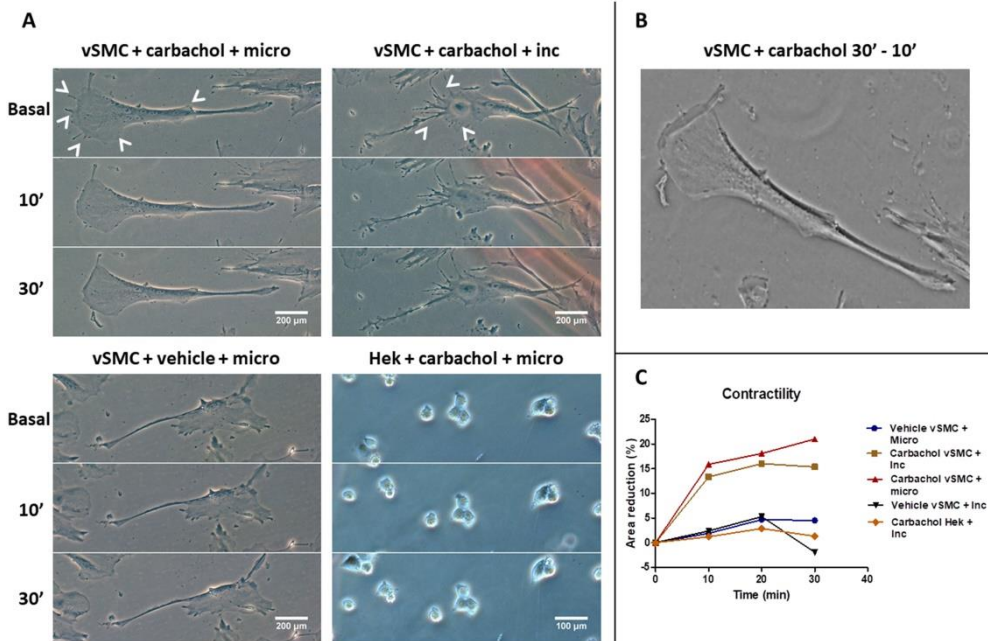 A
vSMC + carbachol + micro
vSMC + carbachol + inc
Basal
10'
30'
200 µm
200 µm
vSMC + vehicle + micro
Hek + carbachol + micro
Basal
10'
30'
200 µm
100 µm
B
vSMC + carbachol 30' - 10'
C
Contractility
Area reduction (%)
25
20
15
10
5
0
-5
0
10
20
30
40
Time (min)
Vehicle vSMC +
Micro
Carbachol vSMC +
Inc
Carbachol vSMC +
micro
Vehicle vSMC + Inc
Carbachol Hek +
Inc